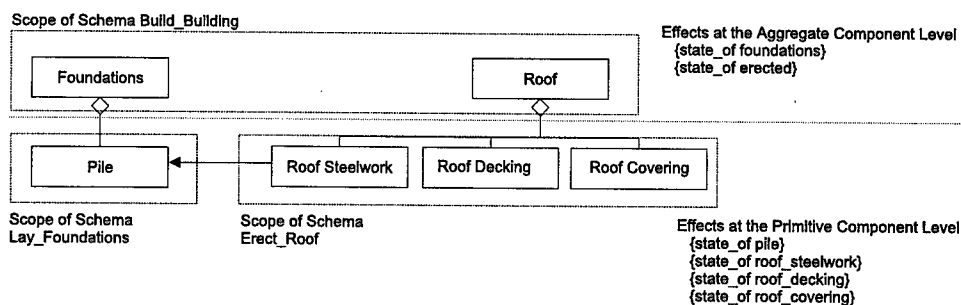 Scope of Schema Build_Building
Effects at the Aggregate Component Level
{state_of foundations}
{state_of erected}
Foundations
Roof
Pile
Roof Steelwork
Roof Decking
Roof Covering
Scope of Schema
Lay_Foundations
Scope of Schema
Erect_Roof
Effects at the Primitive Component Level
{state_of pile}
{state_of roof_steelwork}
{state_of roof_decking}
{state_of roof_covering}